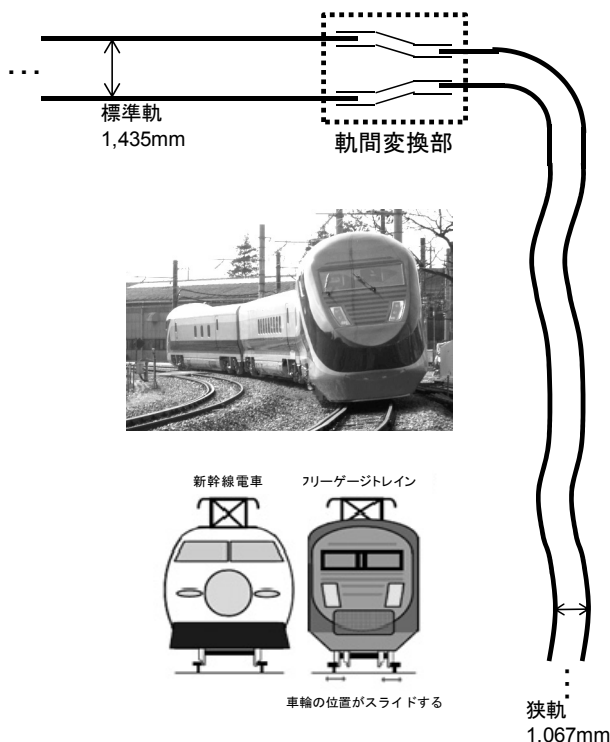 標準軌
1,435mm
軌間変換部
新幹線電車
フリーゲージトレイン
車輪の位置がスライドする
狭軌
1,067mm